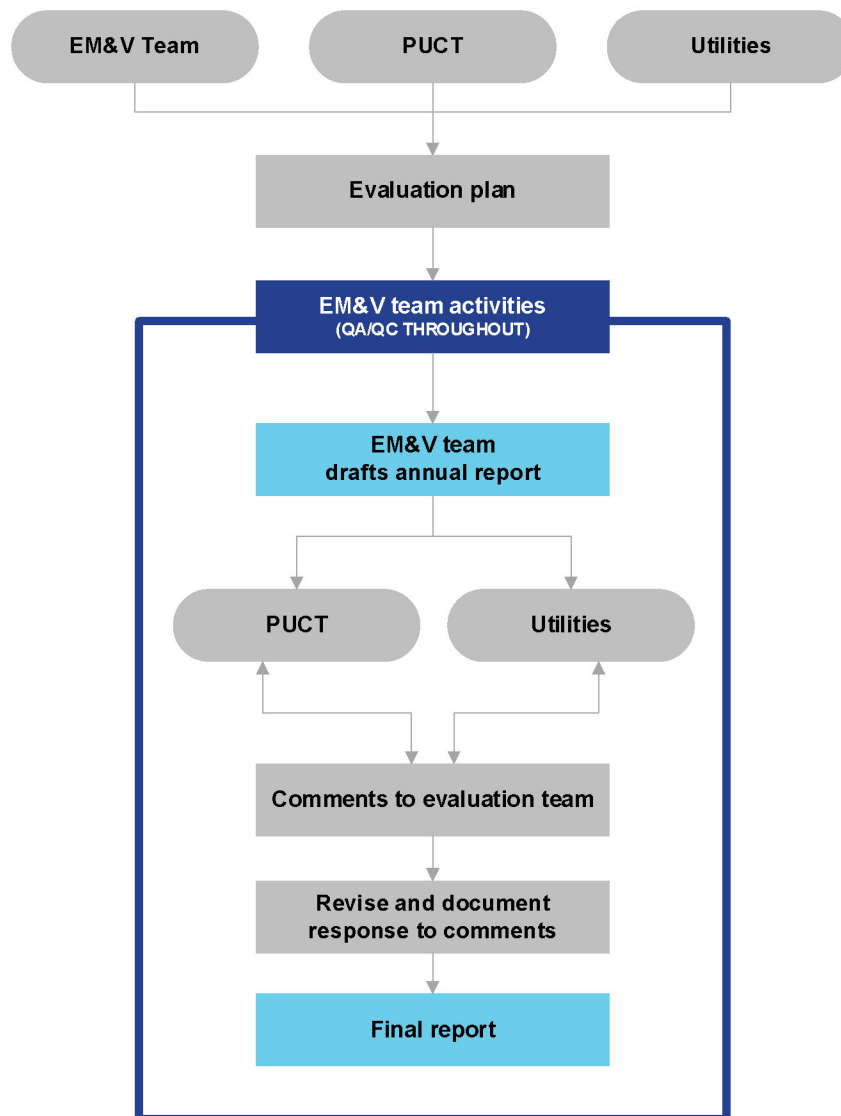 EM&V Team
PUCT
Utilities
Evaluation plan
EM&V team activities
(QA/QC THROUGHOUT)
EM&V team
drafts annual report
PUCT
Utilities
Comments to evaluation team
Revise and document
response to comments
Final report